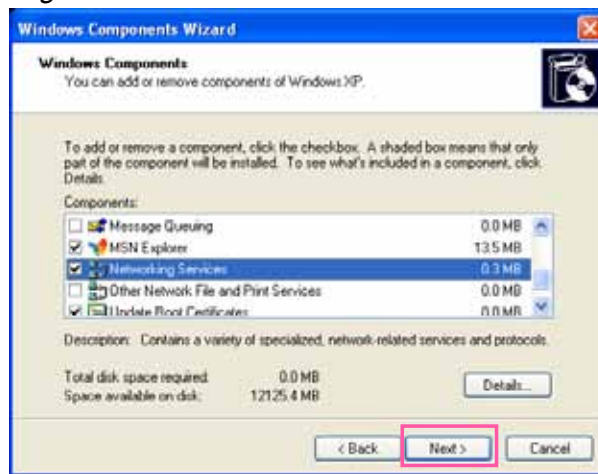 Windows Components Wizard
Windows Components
You can add or remove components of Windows XP.
To add or remove a component, click the checkbox. A shaded box means that only
part of the component will be installed. To see what's included in a component, click
Details.
Components:
Message Queuing 0.0 MB
MSN Explorer 13.5 MB
Networking Services 0.3 MB
Other Network File and Print Services 0.0 MB
Update Root Certificates 0.0 MB
Description: Contains a variety of specialized, network-related services and protocols.
Total disk space required: 0.0 MB
Space available on disk: 12125.4 MB
Details...
< Back Next > Cancel